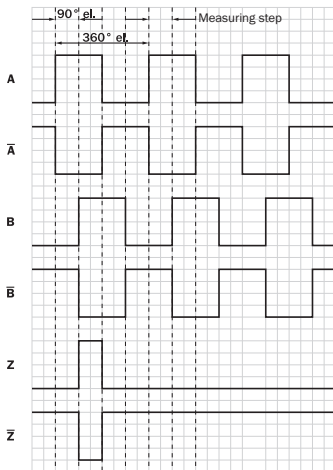 90° el.
Measuring step
360° el.
A
A̅
B
B̅
Z
Z̅